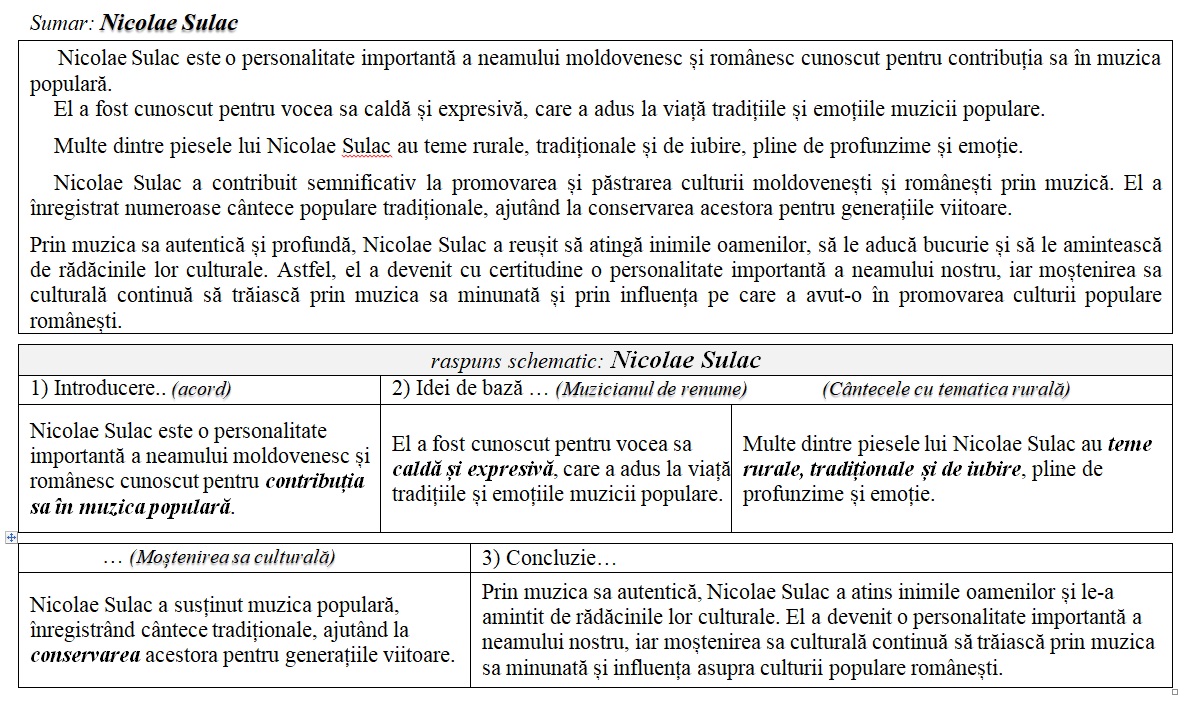 Sumar: Nicolae Sulac
Nicolae Sulac este o personalitate importantă a neamului moldovenesc și românesc cunoscut pentru contribuția sa în muzica
populară.
El a fost cunoscut pentru vocea sa caldă și expresivă, care a adus la viață tradițiile și emoțiile muzicii populare.
Multe dintre piesele lui Nicolae Sulac au teme rurale, tradiționale și de iubire, pline de profunzime și emoție.
Nicolae Sulac a contribuit semnificativ la promovarea și păstrarea culturii moldovenești și românești prin muzică. El a
înregistrat numeroase cântece populare tradiționale, ajutând la conservarea acestora pentru generațiile viitoare.
Prin muzica sa autentică și profundă, Nicolae Sulac a reușit să atingă inimile oamenilor, să le aducă bucurie și să le amintească
de rădăcinile lor culturale. Astfel, el a devenit cu certitudine o personalitate importantă a neamului nostru, iar moștenirea sa
culturală continuă să trăiască prin muzica sa minunată și prin influența pe care a avut-o în promovarea culturii populare
românești.
raspuns schematic: Nicolae Sulac
1) Introducere.. (acord)
2) Idei de bază … (Muzicianul de renume) (Cântecele cu tematica rurală)
Nicolae Sulac este o personalitate
importantă a neamului moldovenesc și
românesc cunoscut pentru contribuția
sa în muzica populară.
El a fost cunoscut pentru vocea sa
caldă și expresivă, care a adus la viață
tradițiile și emoțiile muzicii populare.
Multe dintre piesele lui Nicolae Sulac au teme
rurale, tradiționale și de iubire, pline de
profunzime și emoție.
… (Moștenirea sa culturală)
3) Concluzie…
Nicolae Sulac a susținut muzica populară,
înregistrând cântece tradiționale, ajutând la
conservarea acestora pentru generațiile viitoare.
Prin muzica sa autentică, Nicolae Sulac a atins inimile oamenilor și le-a
amintit de rădăcinile lor culturale. El a devenit o personalitate importantă a
neamului nostru, iar moștenirea sa culturală continuă să trăiască prin muzica
sa minunată și influența asupra culturii populare românești.